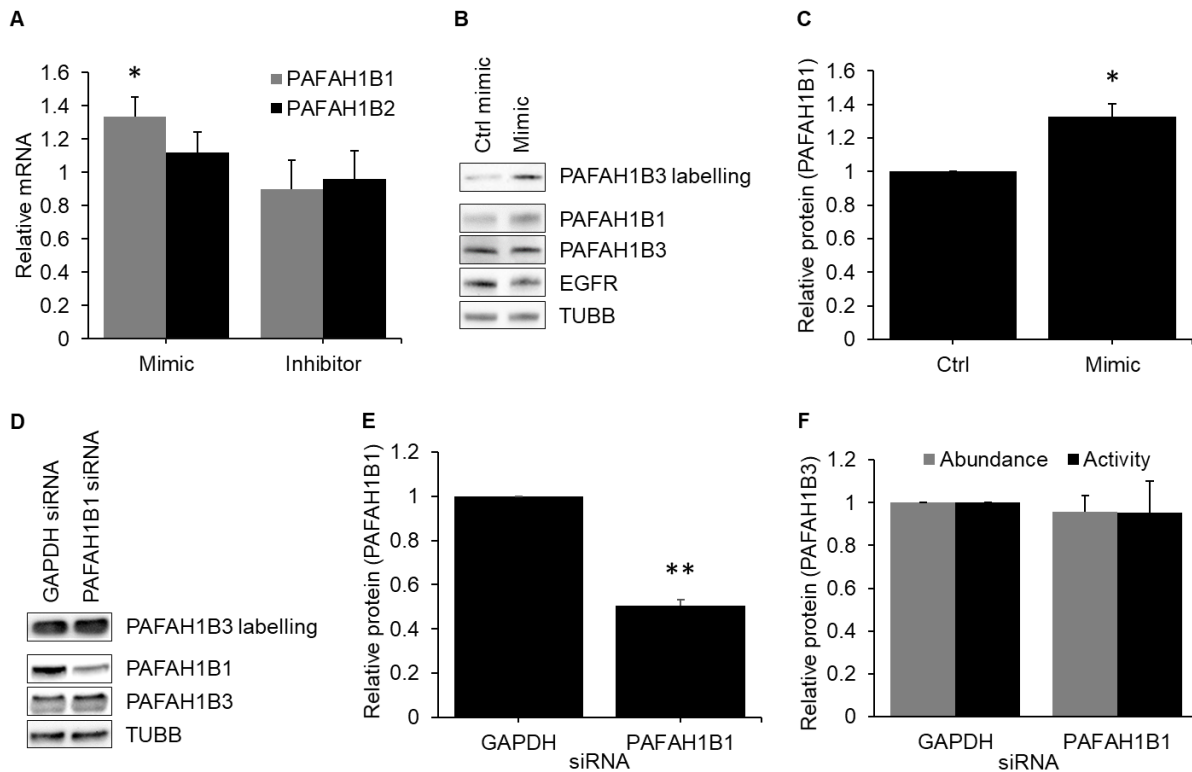 A
Relative mRNA
1.6
1.4
1.2
1
0.8
0.6
0.4
0.2
0
*
PAFAH1B1
PAFAH1B2
Mimic
Inhibitor
B
Ctrl mimic
Mimic
PAFAH1B3 labelling
PAFAH1B1
PAFAH1B3
EGFR
TUBB
C
Relative protein (PAFAH1B1)
1.6
1.4
1.2
1
0.8
0.6
0.4
0.2
0
*
Ctrl
Mimic
D
GAPDH siRNA
PAFAH1B1 siRNA
PAFAH1B3 labelling
PAFAH1B1
PAFAH1B3
TUBB
E
Relative protein (PAFAH1B1)
1.2
1
0.8
0.6
0.4
0.2
0
**
GAPDH
PAFAH1B1
siRNA
F
Relative protein (PAFAH1B3)
1.2
1
0.8
0.6
0.4
0.2
0
Abundance
Activity
GAPDH
PAFAH1B1
siRNA